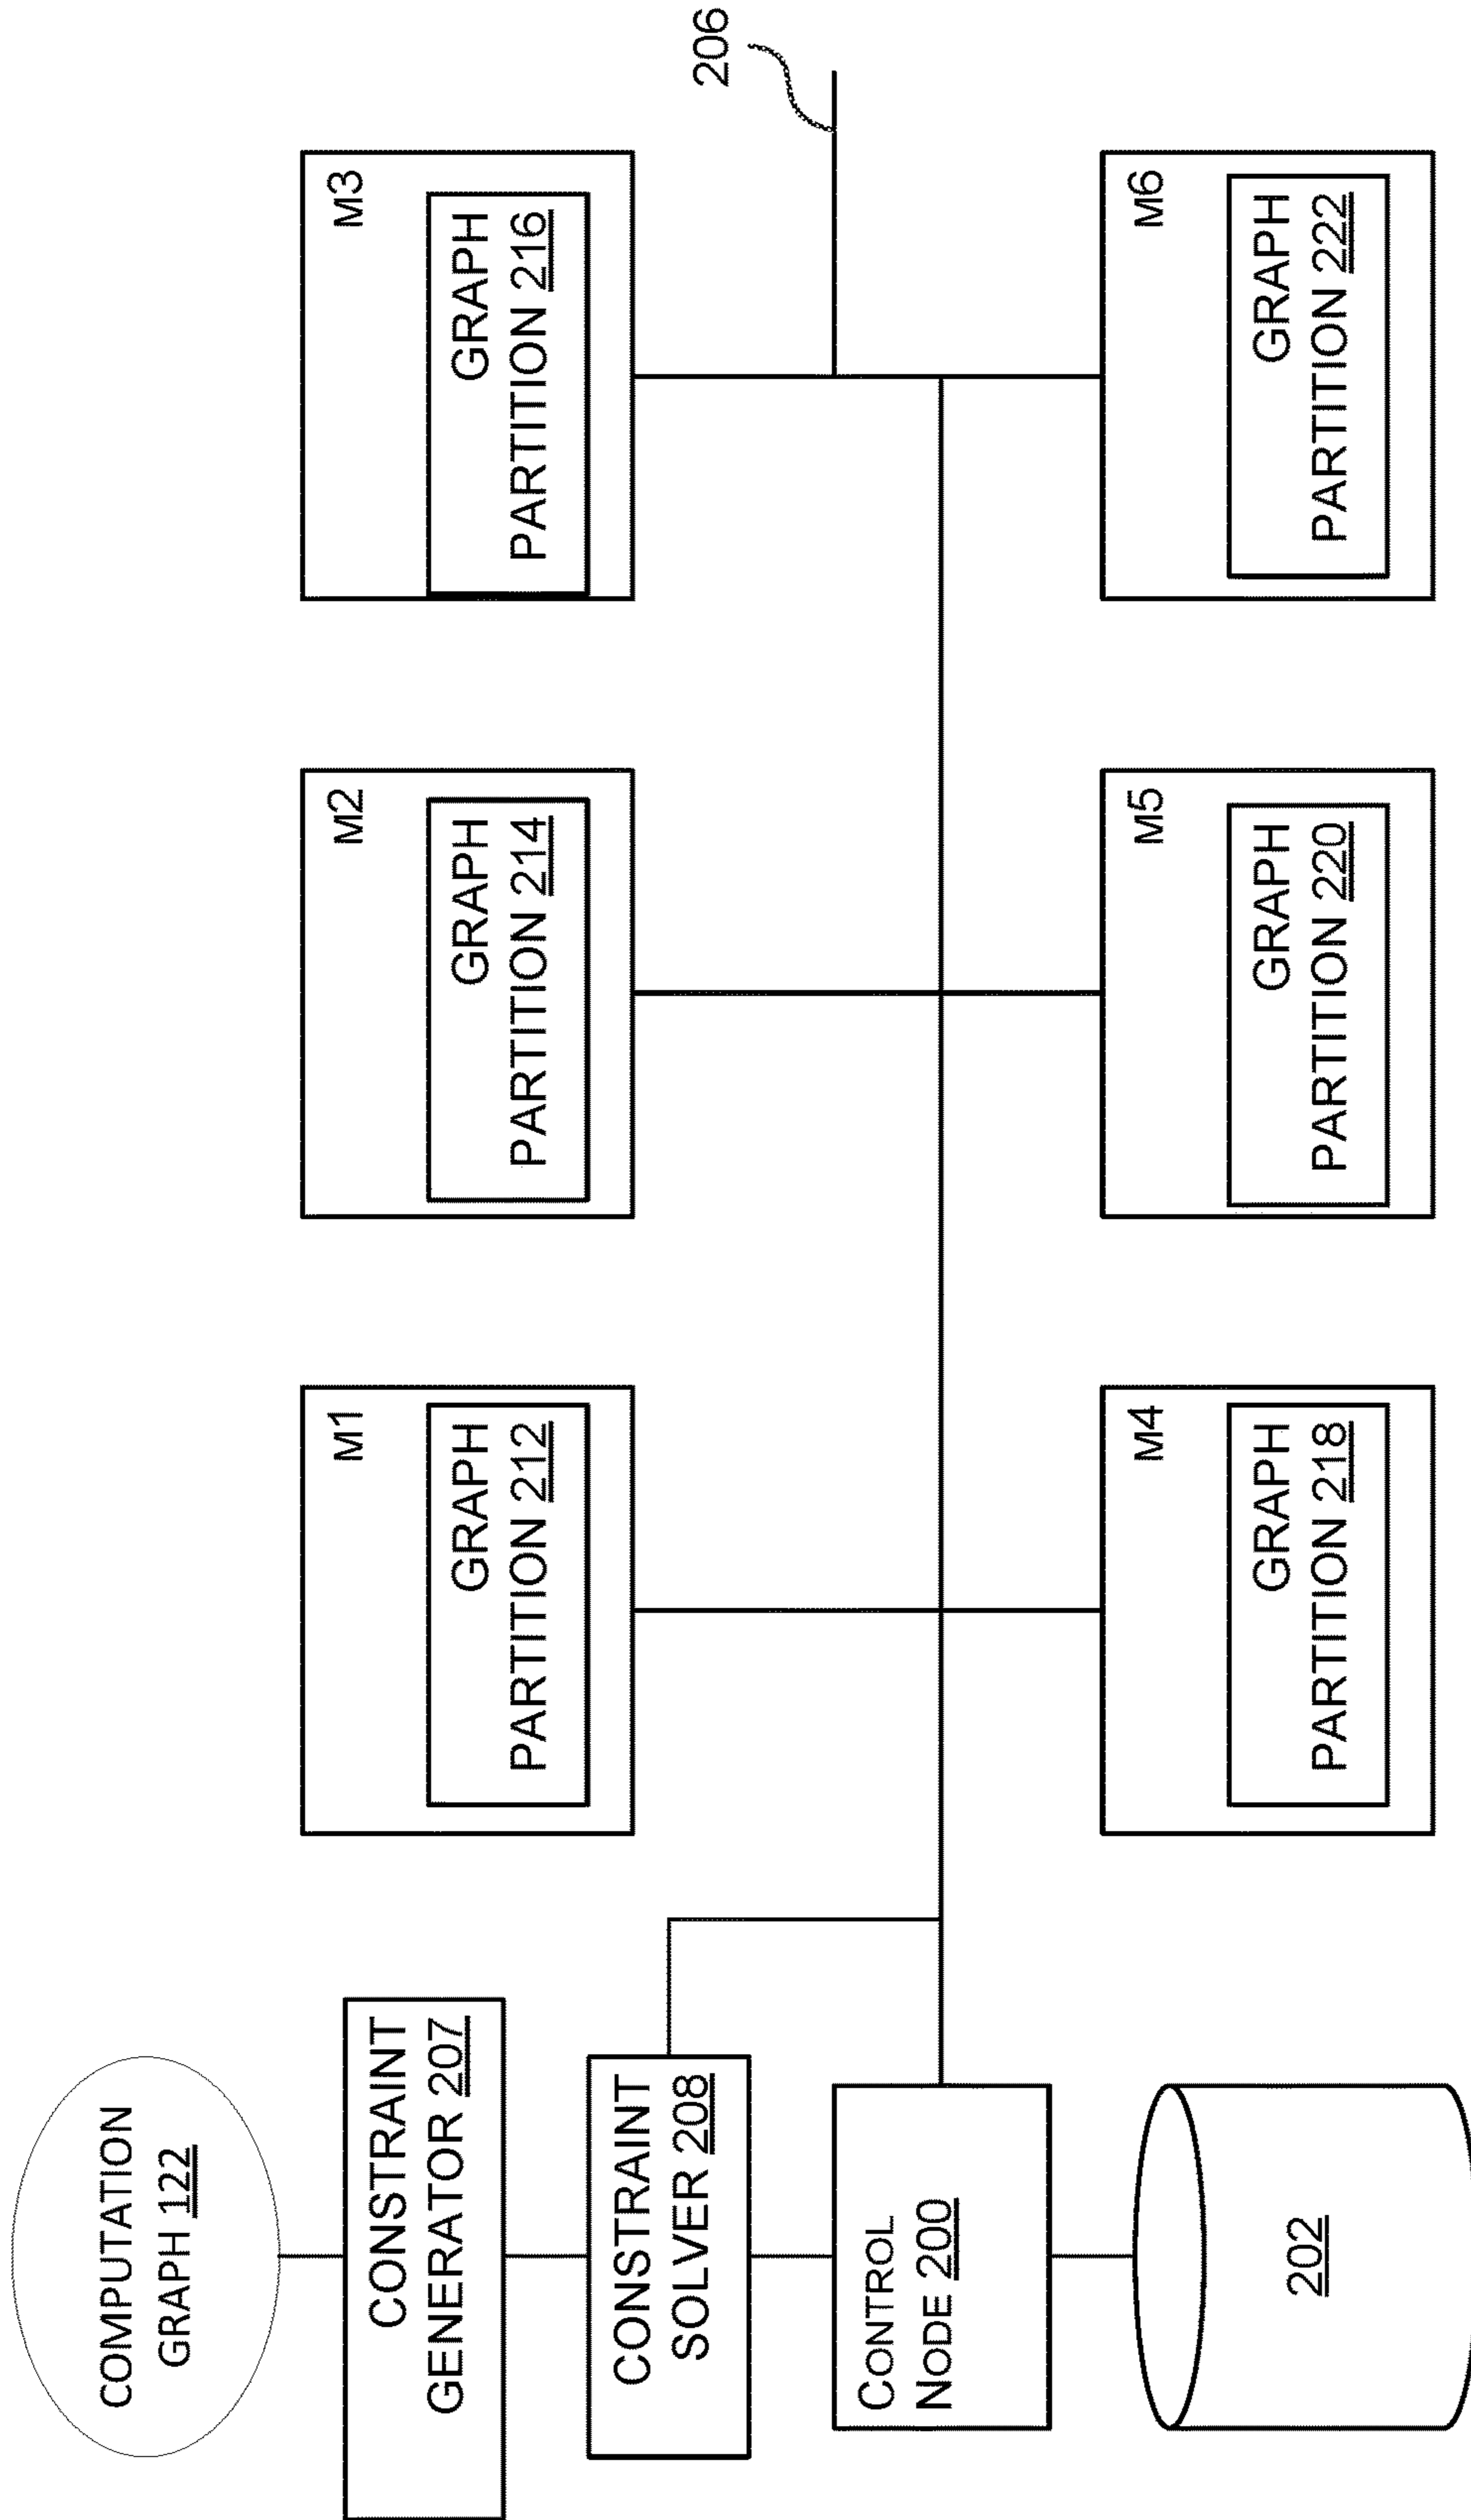 COMPUTATION
GRAPH 122
CONSTRAINT
GENERATOR 207
CONSTRAINT
SOLVER 208
CONTROL
NODE 200
202
M1
GRAPH
PARTITION 212
M2
GRAPH
PARTITION 214
M3
GRAPH
PARTITION 216
206
M4
GRAPH
PARTITION 218
M5
GRAPH
PARTITION 220
M6
GRAPH
PARTITION 222